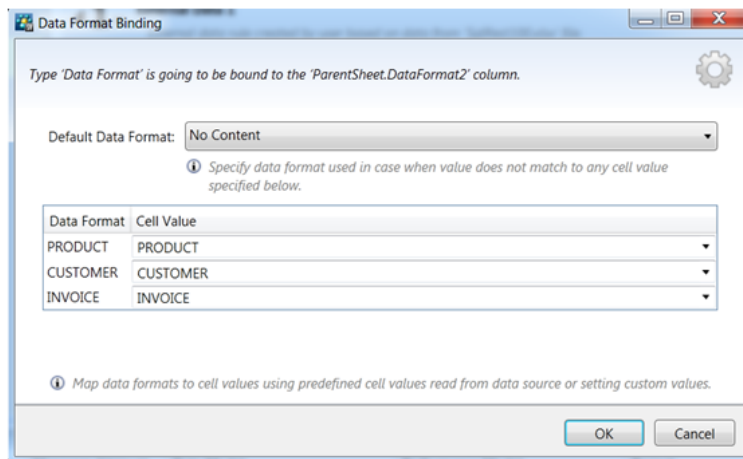 Data Format Binding
Type 'Data Format' is going to be bound to the 'ParentSheet.DataFormat2' column.
Default Data Format: No Content
Specify data format used in case when value does not match to any cell value
specified below.
Data Format Cell Value
PRODUCT PRODUCT
CUSTOMER CUSTOMER
INVOICE INVOICE
Map data formats to cell values using predefined cell values read from data source or setting custom values.
OK Cancel